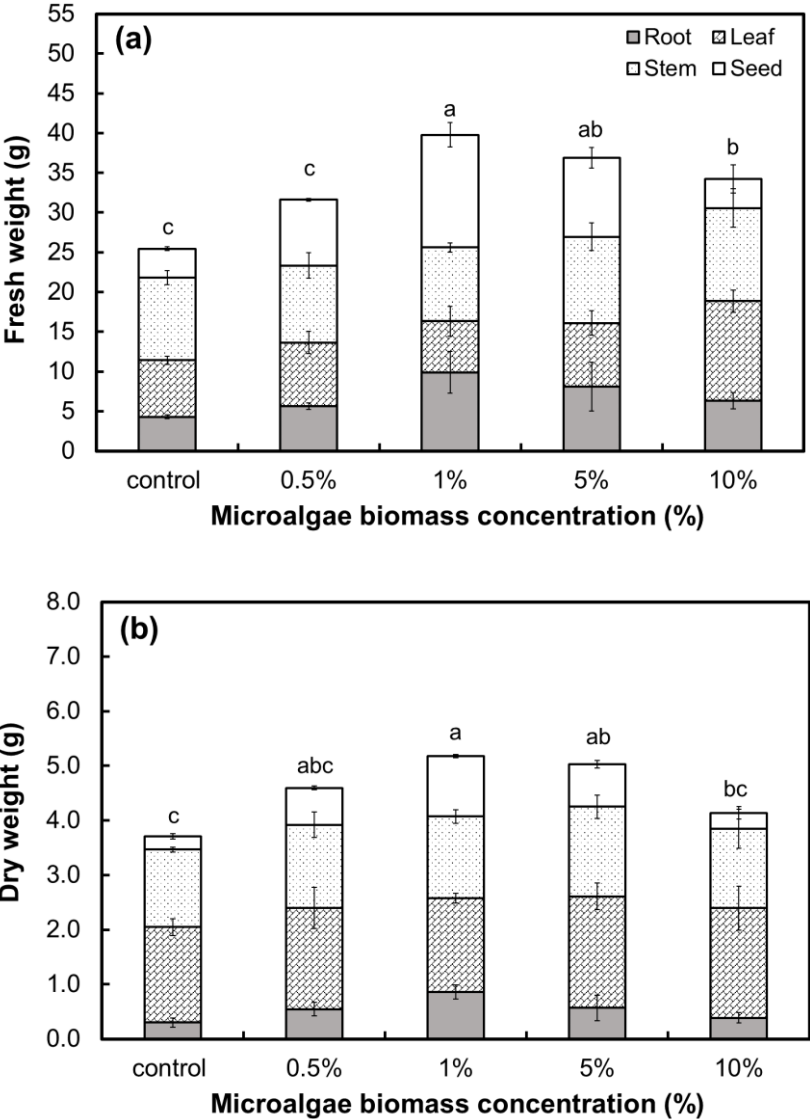 (a)
Root Leaf
Stem Seed
55
50
45
40
35
30
25
20
15
10
5
0
Fresh weight (g)
c
c
a
ab
b
control 0.5% 1% 5% 10%
Microalgae biomass concentration (%)
(b)
8.0
7.0
6.0
5.0
4.0
3.0
2.0
1.0
0.0
Dry weight (g)
c
abc
a
ab
bc
control 0.5% 1% 5% 10%
Microalgae biomass concentration (%)